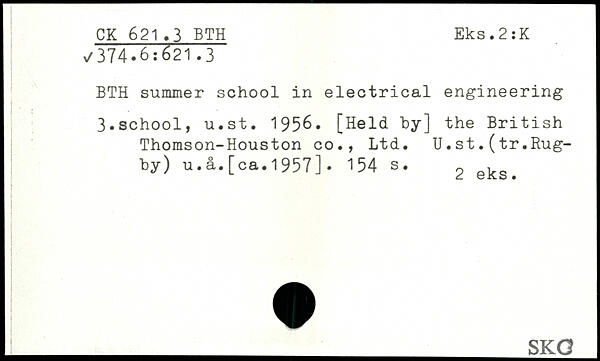 CK 621.3 BTH Eks.2:K
✓374.6:621.3
BTH summer school in electrical engineering
3.school, u.st. 1956. [Held by] the British
Thomson-Houston co., Ltd. U.st.(tr.Rug-
by) u.å.[ca.1957]. 154 s. 2 eks.
SKC